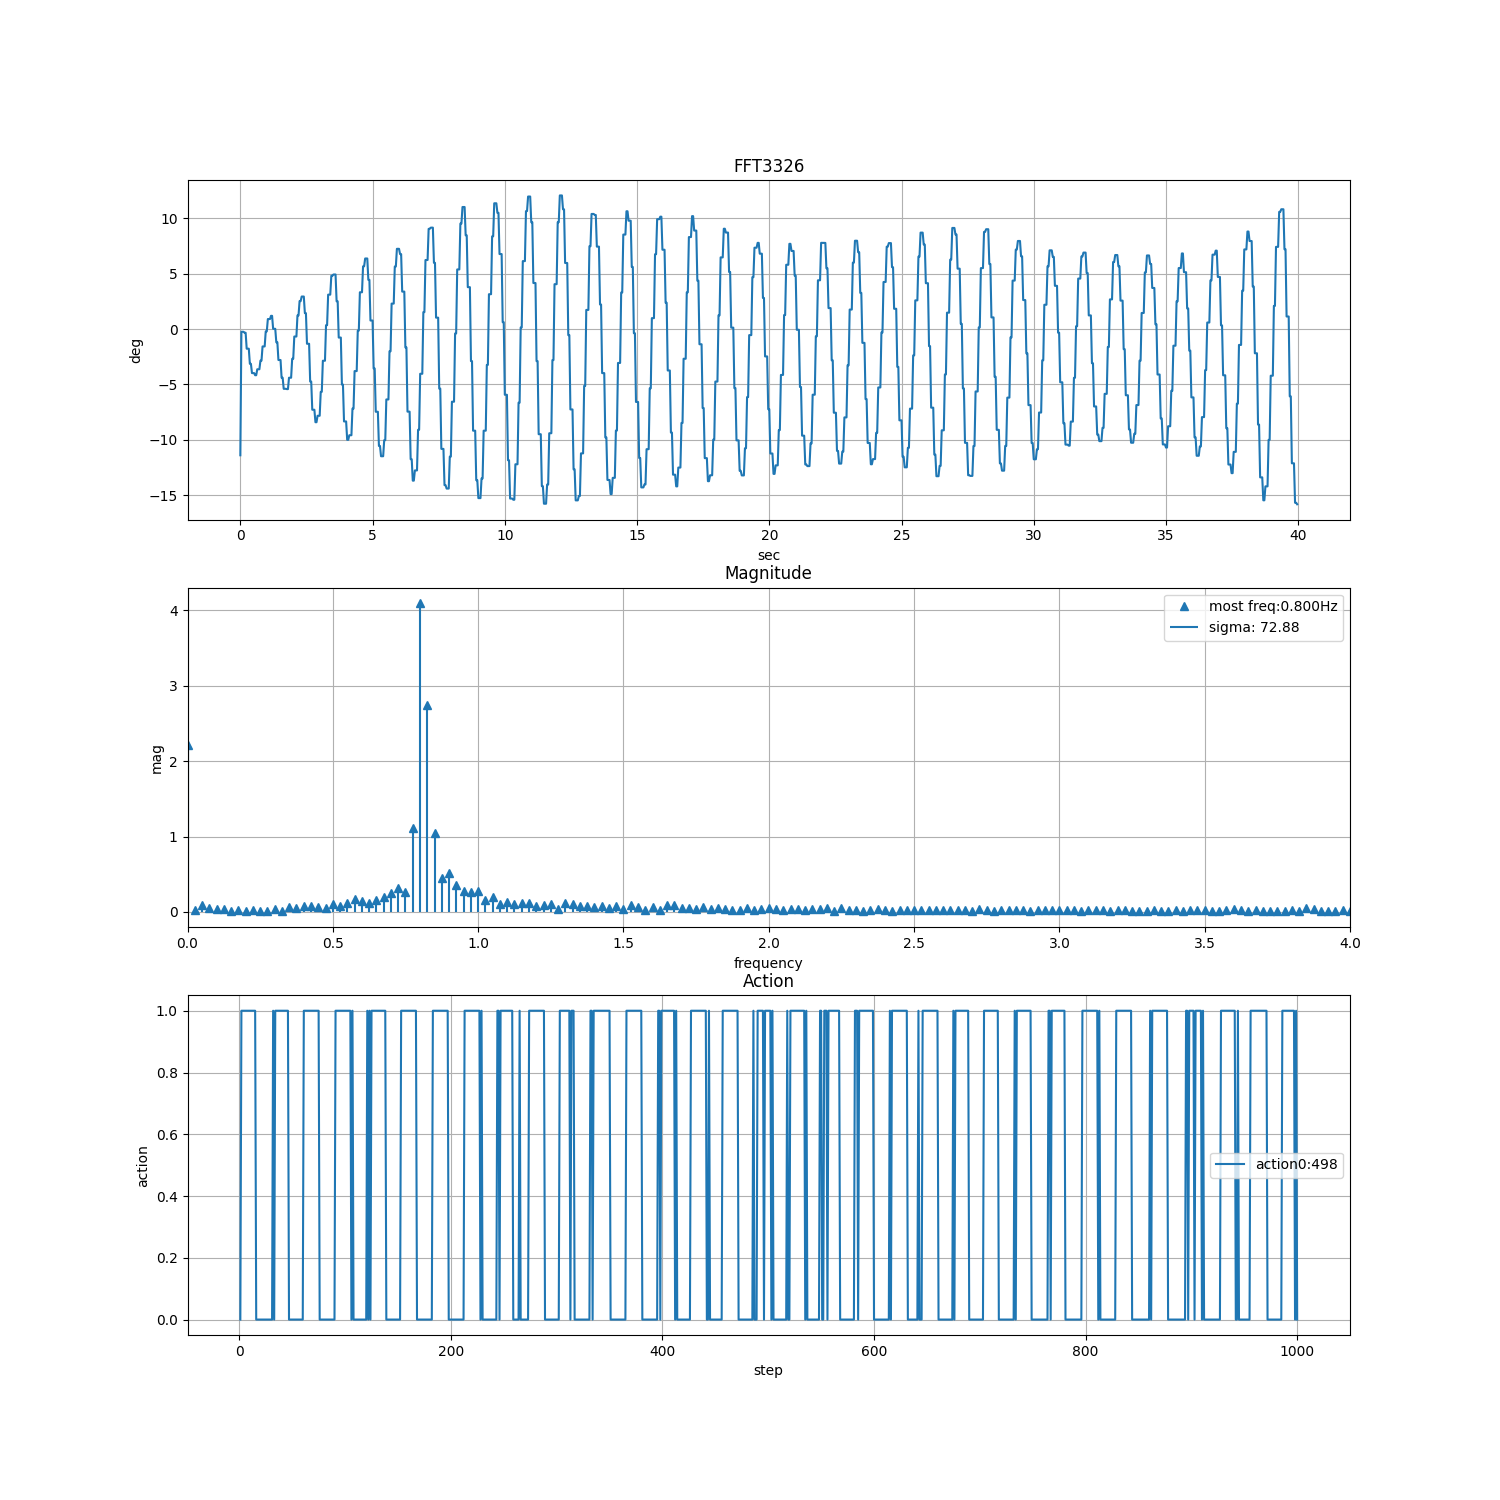 FFT3326
10
5
0
−5
−10
−15
deg
0 5 10 15 20 25 30 35 40
sec
Magnitude
most freq:0.800Hz
sigma: 72.88
4
3
2
1
0
mag
0.0 0.5 1.0 1.5 2.0 2.5 3.0 3.5 4.0
frequency
Action
1.0
0.8
0.6
0.4
0.2
0.0
action
action0:498
0 200 400 600 800 1000
step